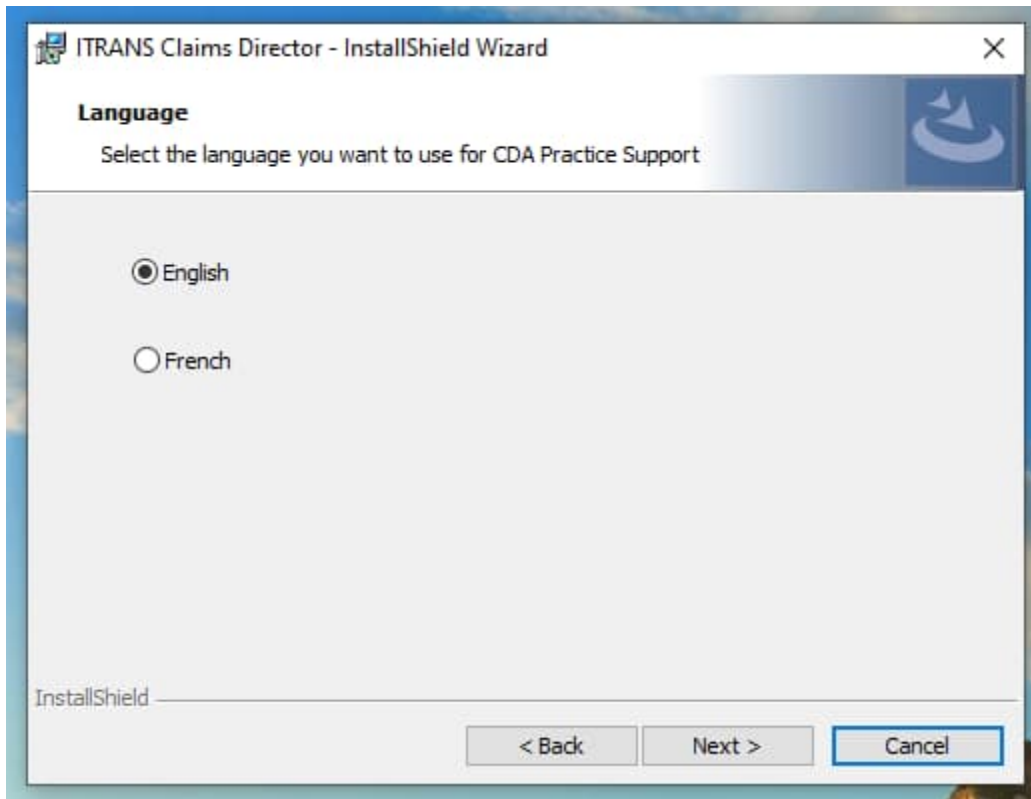 ITRANS Claims Director - InstallShield Wizard
Language
Select the language you want to use for CDA Practice Support
English
French
InstallShield
< Back Next > Cancel